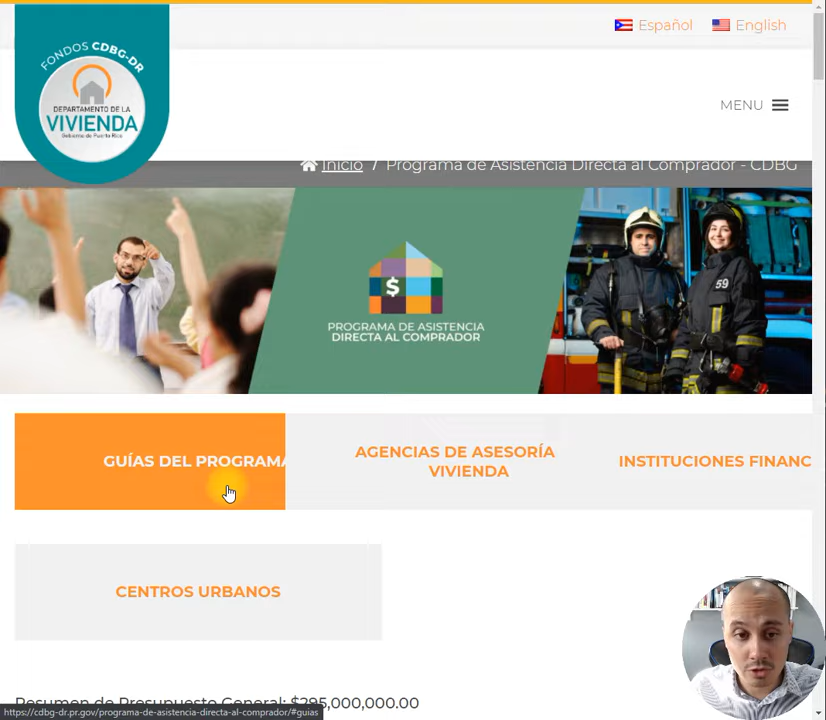 Español
English
FONDOS CDBG-DR
DEPARTAMENTO DE LA
VIVIENDA
Gobierno de Puerto Rico
MENU
Inicio / Programa de Asistencia Directa al Comprador - CDBG
59
$
PROGRAMA DE ASISTENCIA
DIRECTA AL COMPRADOR
GUÍAS DEL PROGRAMA
AGENCIAS DE ASESORÍA
VIVIENDA
INSTITUCIONES FINANC
CENTROS URBANOS
Resumen de Presupuesto General: $295,000,000.00
https://cdbg-dr.pr.gov/programa-de-asistencia-directa-al-comprador/#guias